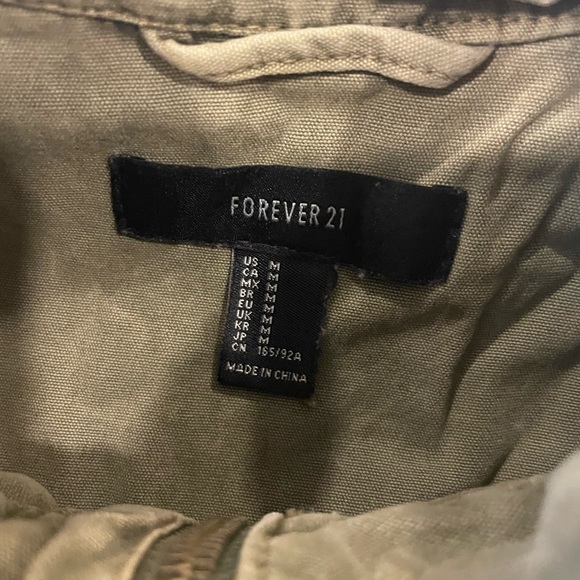 FOREVER 21
US M
CA M
MX M
BR M
EU M
UK M
KR M
JP M
CN 165/92A
MADE IN CHINA